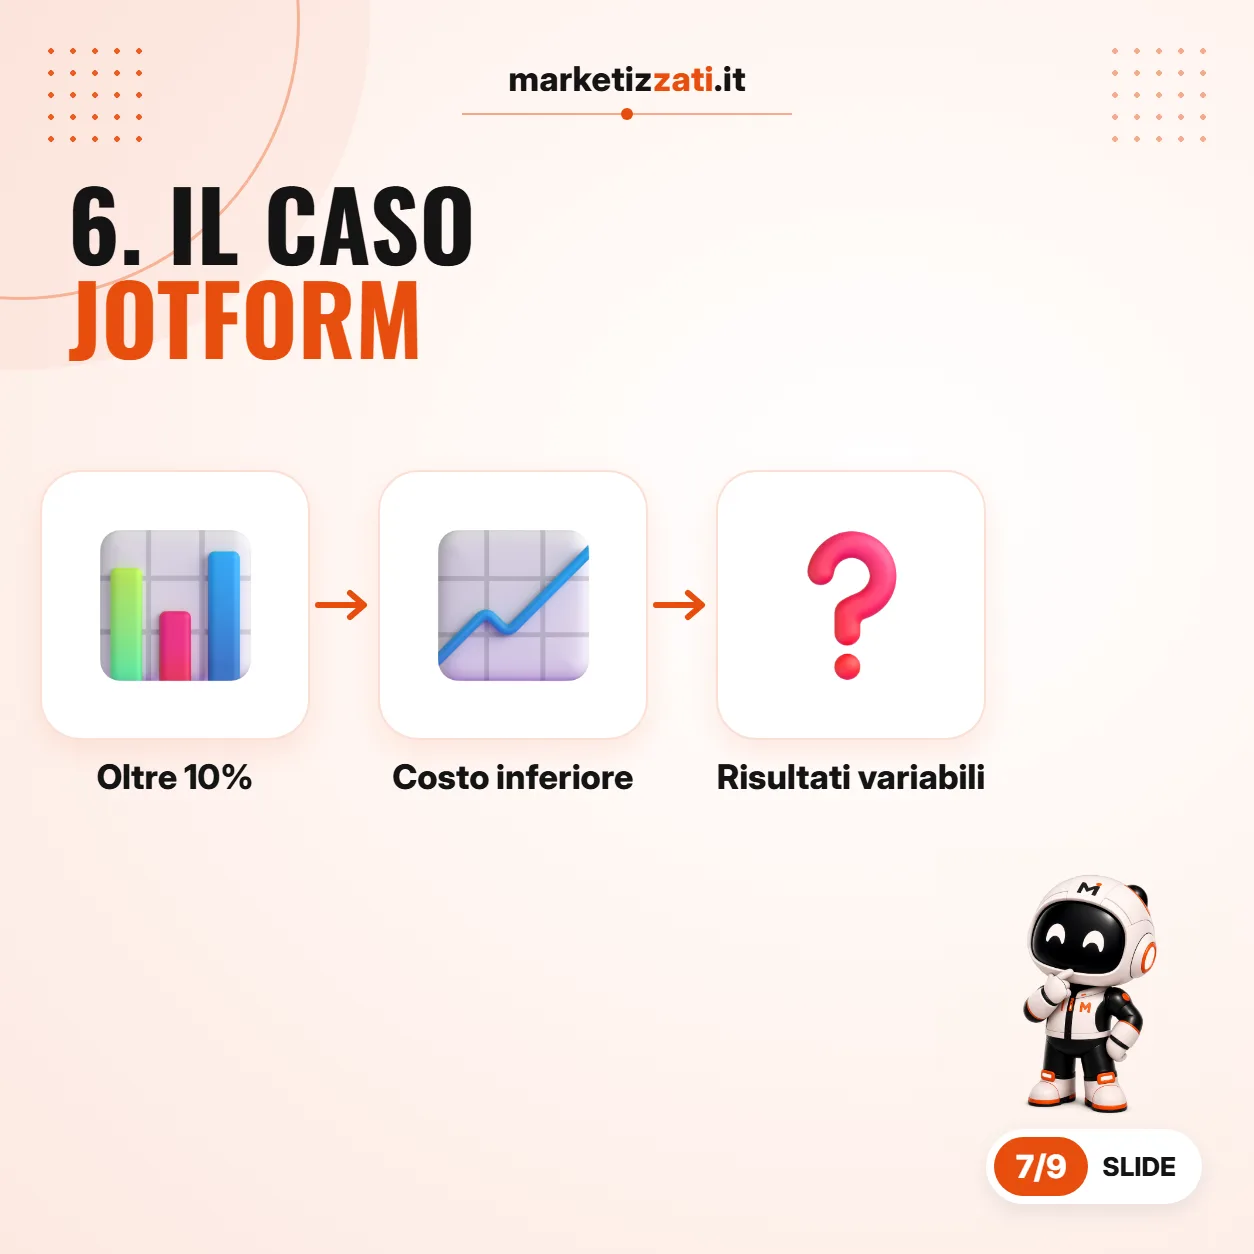 marketizzati.it
6. IL CASO
JOTFORM
Oltre 10%
Costo inferiore
Risultati variabili
M
M
7/9 SLIDE